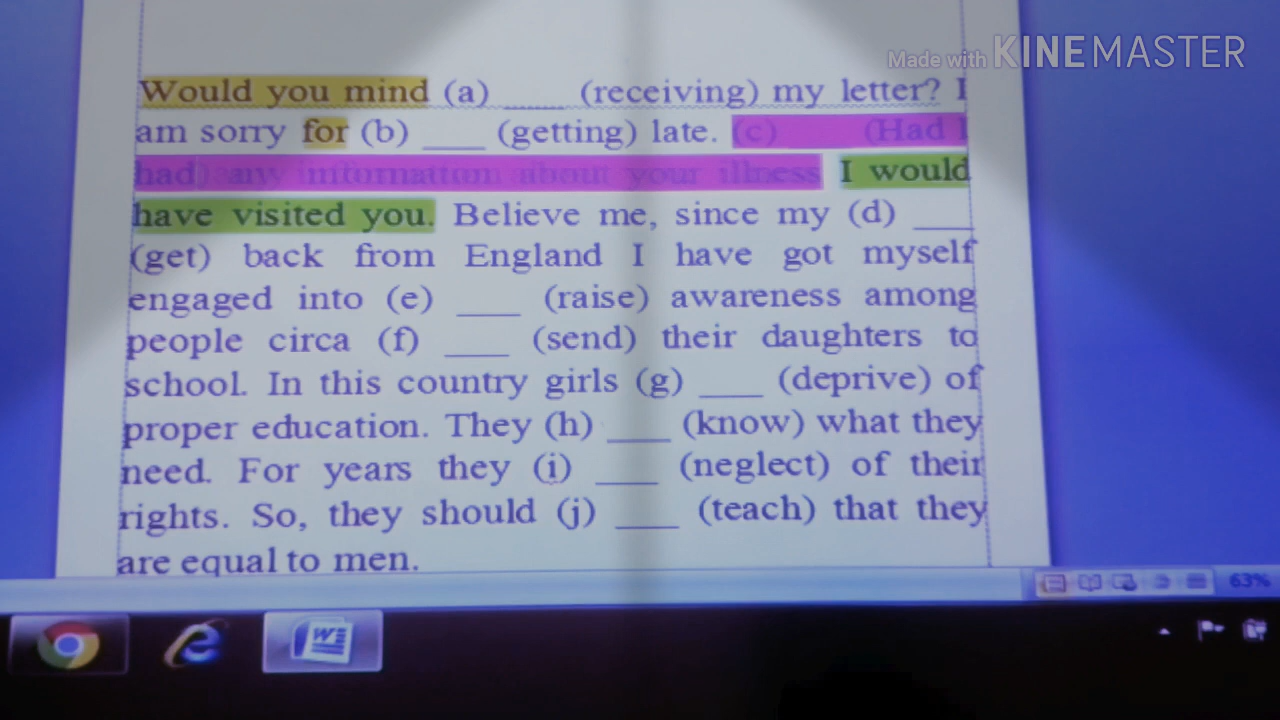 Made with KINEMASTER
Would you mind (a) ____ (receiving) my letter? I
am sorry for (b) ____ (getting) late. (c) ____ (Had I
had) any information about your illness I would
have visited you. Believe me, since my (d) ____
(get) back from England I have got myself
engaged into (e) ____ (raise) awareness among
people circa (f) ____ (send) their daughters to
school. In this country girls (g) ____ (deprive) of
proper education. They (h) ____ (know) what they
need. For years they (i) ____ (neglect) of their
rights. So, they should (j) ____ (teach) that they
are equal to men.
63%